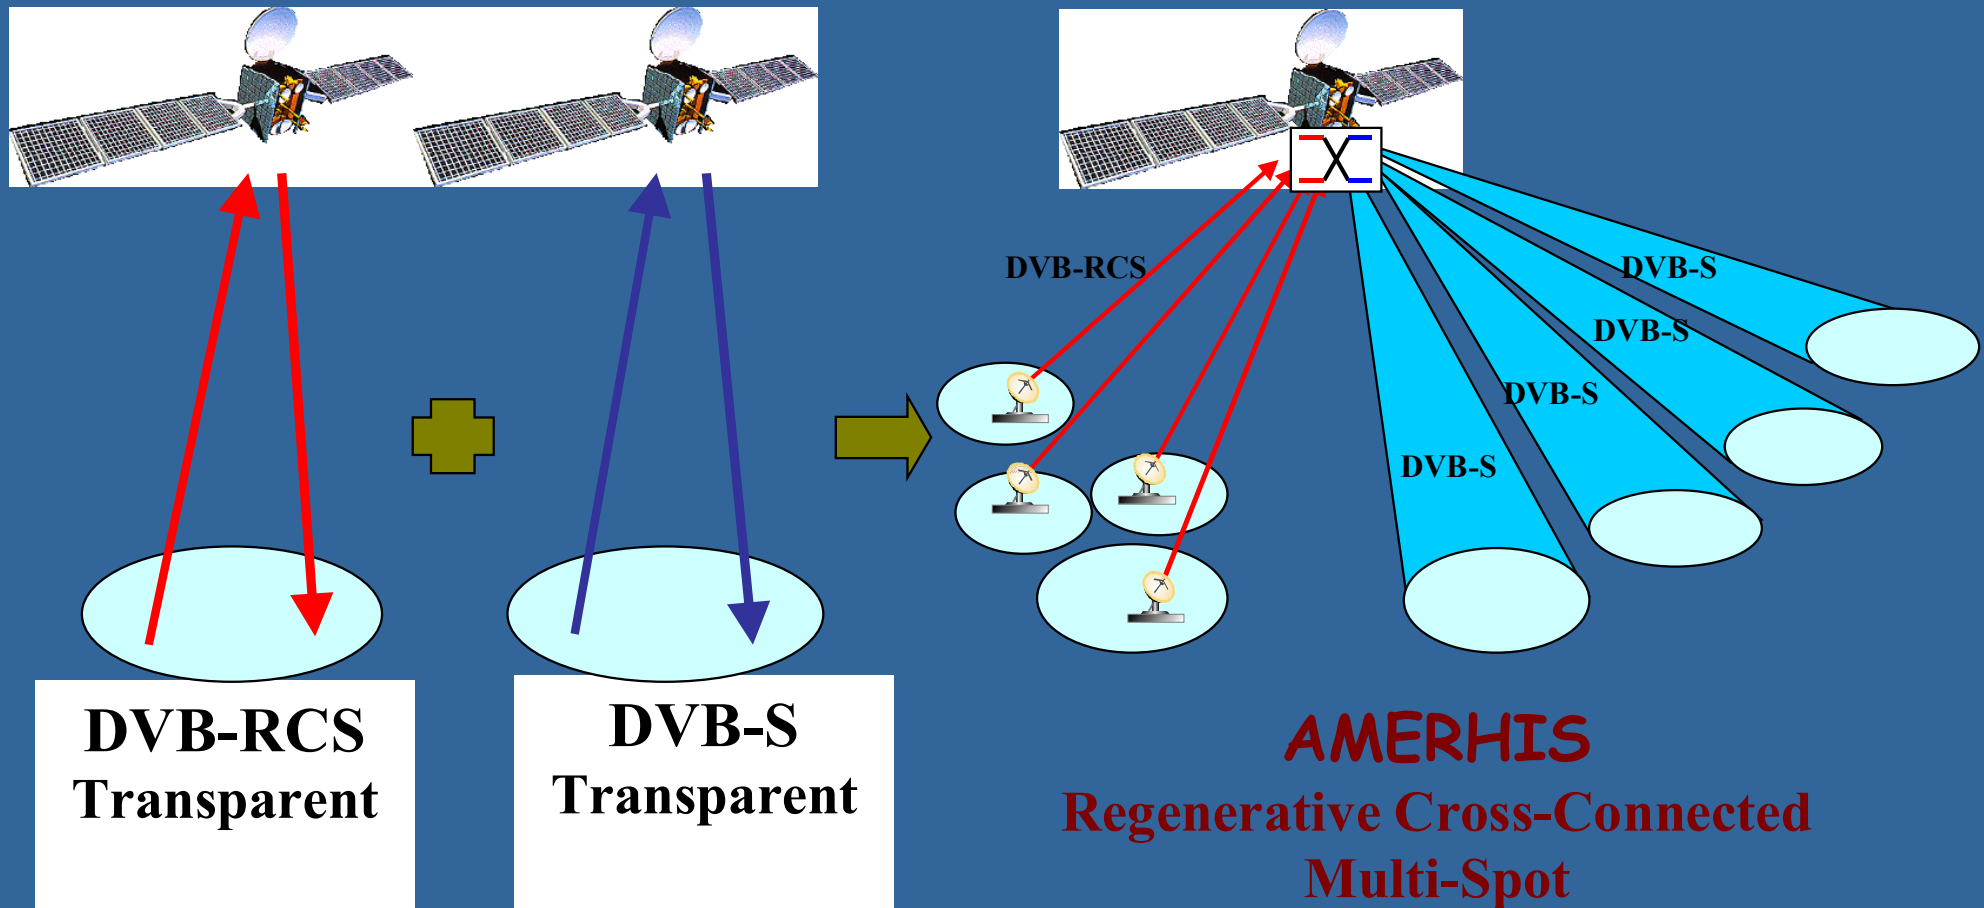 DVB-RCS
Transparent
DVB-S
Transparent
DVB-RCS
DVB-S
DVB-S
DVB-S
DVB-S
AMERHIS
Regenerative Cross-Connected
Multi-Spot